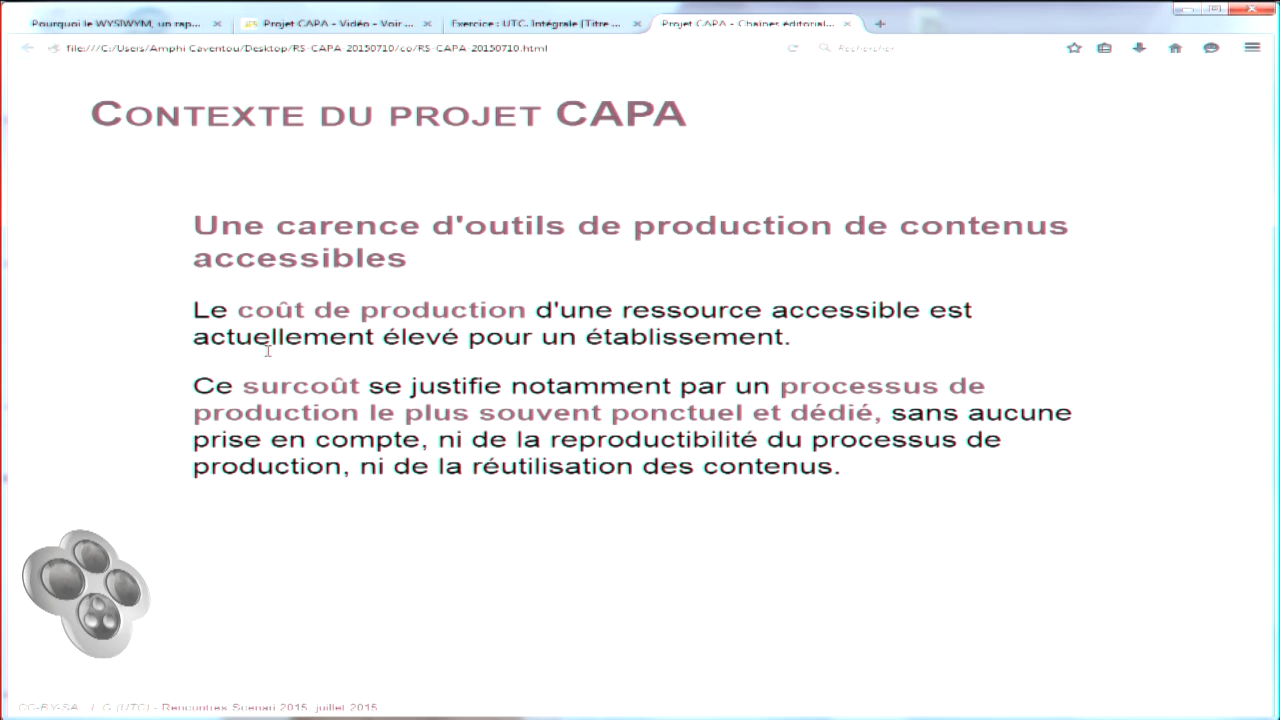 Pourquoi le WYSIWYM, un rap...
Projet CAPA - Vidéo - Voir ...
Exercice : UTC. Intégrale [Titre ...
Projet CAPA - Chaînes éditorial...
file:///C:/Users/Amphi Caventou/Desktop/RS-CAPA-20150710/co/RS-CAPA-20150710.html
Rechercher
CONTEXTE DU PROJET CAPA
Une carence d'outils de production de contenus
accessibles
Le coût de production d'une ressource accessible est
actuellement élevé pour un établissement.
Ce surcoût se justifie notamment par un processus de
production le plus souvent ponctuel et dédié, sans aucune
prise en compte, ni de la reproductibilité du processus de
production, ni de la réutilisation des contenus.
CC-BY-SA (UTC) - Rencontres Scenari 2015, juillet 2015